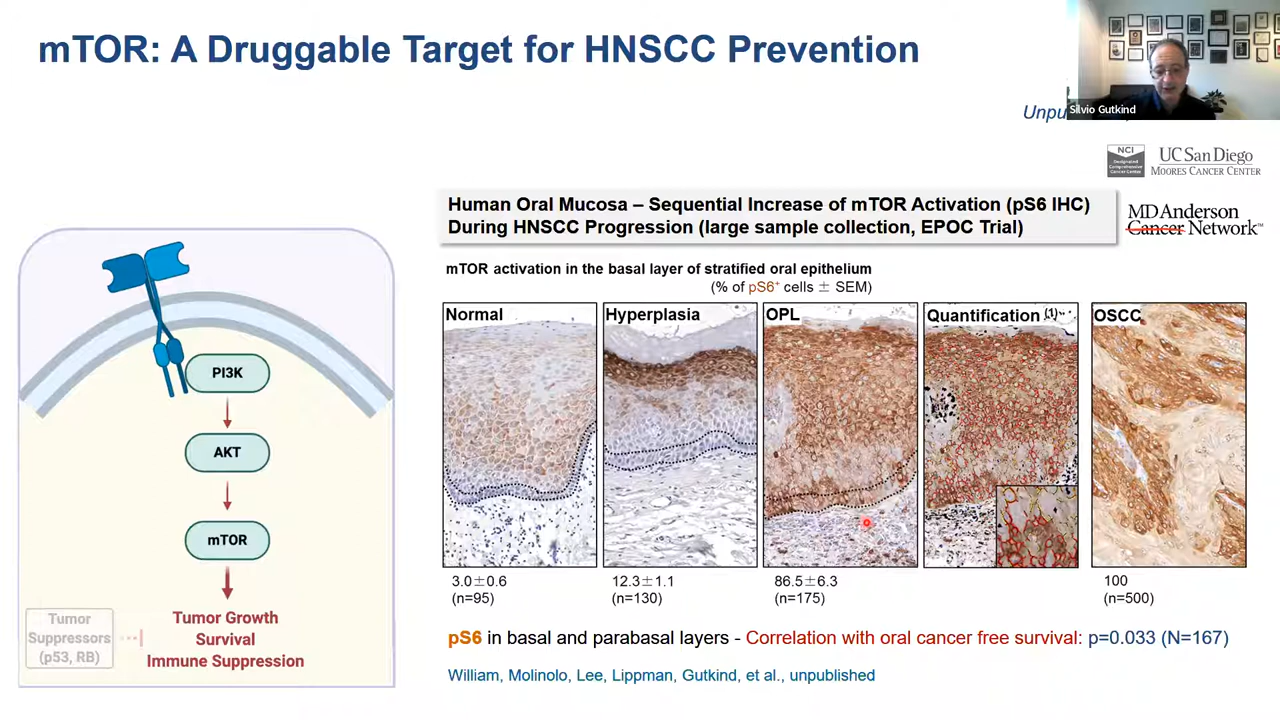 mTOR: A Druggable Target for HNSCC Prevention
Silvio Gutkind
NCI
Designated
Comprehensive
Cancer Center
UC San Diego
MOORES CANCER CENTER
MD Anderson
Cancer Network™
Human Oral Mucosa – Sequential Increase of mTOR Activation (pS6 IHC)
During HNSCC Progression (large sample collection, EPOC Trial)
mTOR activation in the basal layer of stratified oral epithelium
(% of pS6⁺ cells ± SEM)
Normal
Hyperplasia
OPL
Quantification
OSCC
3.0±0.6
(n=95)
12.3±1.1
(n=130)
86.5±6.3
(n=175)
100
(n=500)
PI3K
AKT
mTOR
Tumor Growth
Survival
Immune Suppression
Tumor
Suppressors
(p53, RB)
pS6 in basal and parabasal layers - Correlation with oral cancer free survival: p=0.033 (N=167)
William, Molinolo, Lee, Lippman, Gutkind, et al., unpublished